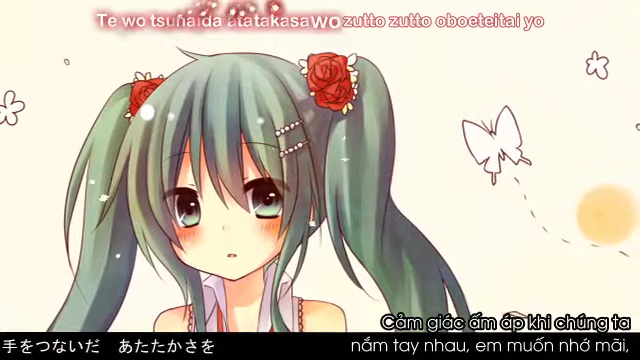 Te wo tsunaida atatakasa wo zutto zutto oboeteitai yo
Cảm giác ấm áp khi chúng ta
手をつないだ　あたたかさを
nắm tay nhau, em muốn nhớ mãi,